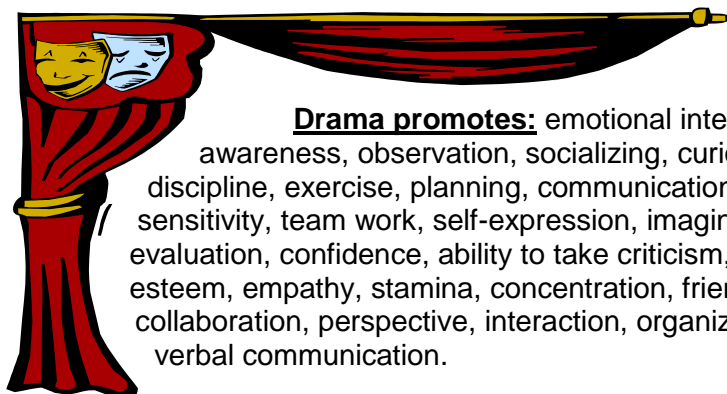 Drama promotes: emotional inte
awareness, observation, socializing, curi
discipline, exercise, planning, communication
sensitivity, team work, self-expression, imagin
evaluation, confidence, ability to take criticism,
esteem, empathy, stamina, concentration, frie
collaboration, perspective, interaction, organiz
verbal communication.